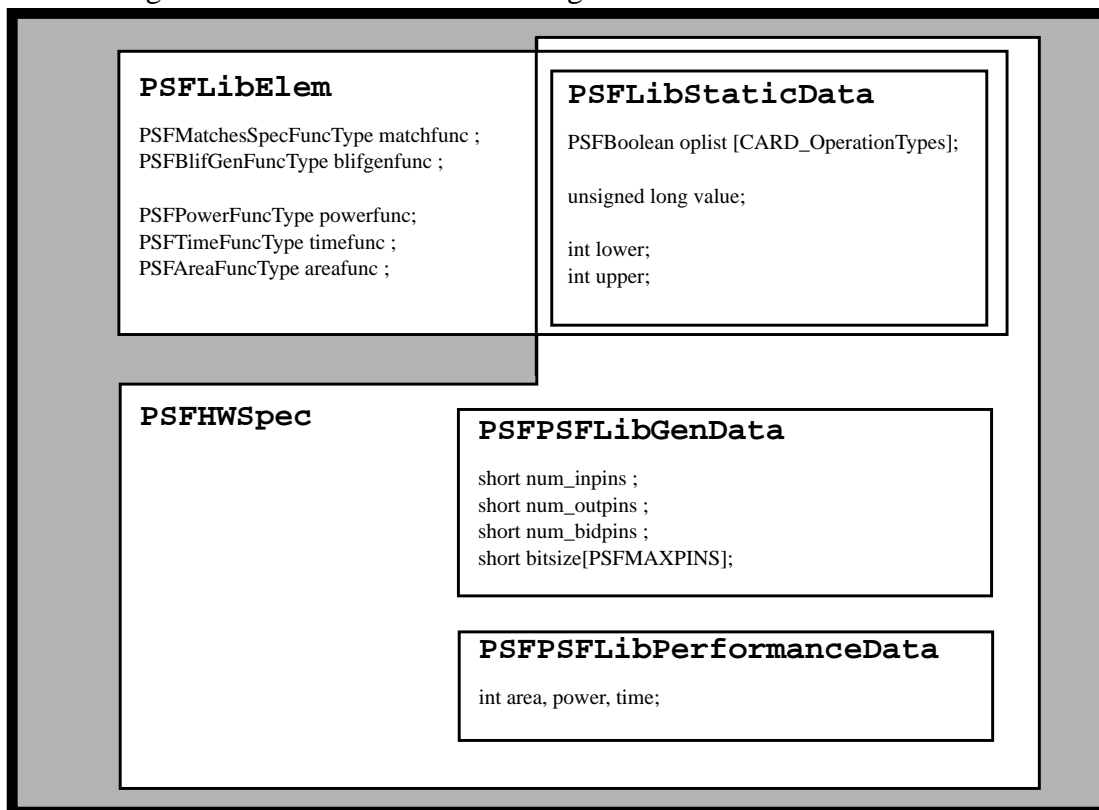 PSFLibElem
PSFMatchesSpecFuncType matchfunc ;
PSFBlifGenFuncType blifgenfunc ;
PSFPowerFuncType powerfunc;
PSFTimeFuncType timefunc ;
PSFAreaFuncType areafunc ;
PSFLibStaticData
PSFBoolean oplist [CARD_OperationTypes];
unsigned long value;
int lower;
int upper;
PSFHWSpec
PSFPSFLibGenData
short num_inpins ;
short num_outpins ;
short num_bidpins ;
short bitsize[PSFMAXPINS];
PSFPSFLibPerformanceData
int area, power, time;